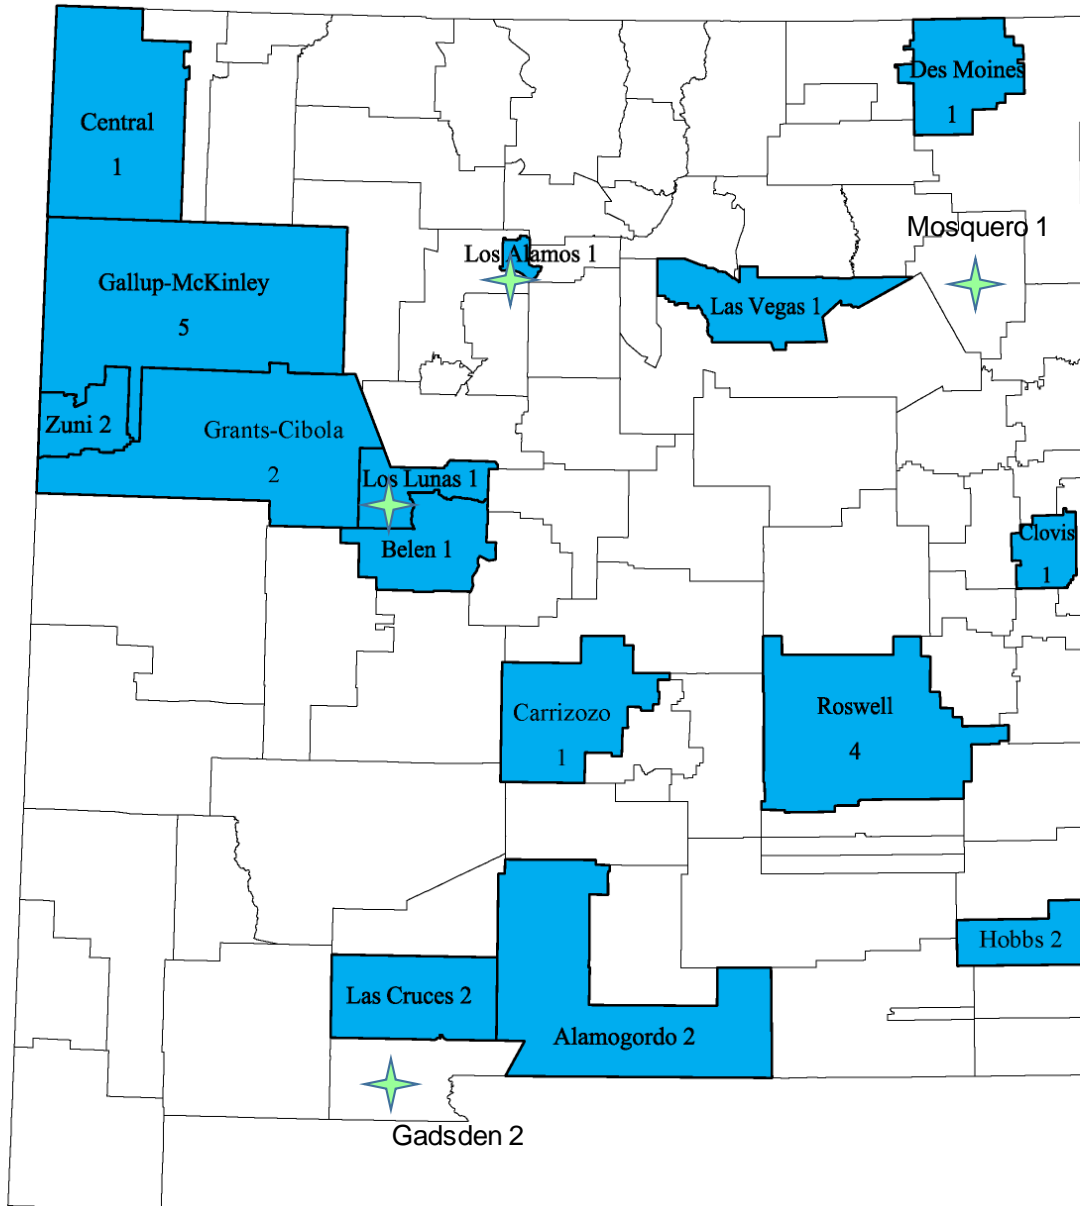 Des Moines
1
Central
1
Mosquero 1
Los Alamos 1
Gallup-McKinley
5
Las Vegas 1
Zuni 2
Grants-Cibola
2
Los Lunas 1
Belen 1
Clovis
1
Carrizozo
1
Roswell
4
Hobbs 2
Las Cruces 2
Alamogordo 2
Gadsden 2